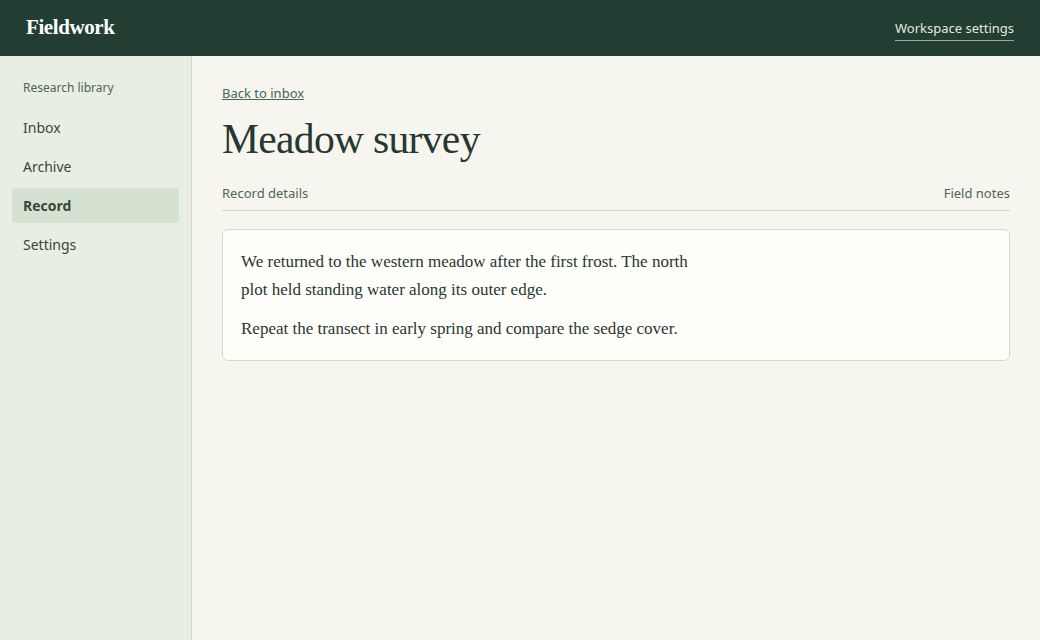 Fieldwork
Workspace settings
Research library
Inbox
Archive
Record
Settings
Back to inbox
Meadow survey
Record details
Field notes
We returned to the western meadow after the first frost. The north
plot held standing water along its outer edge.
Repeat the transect in early spring and compare the sedge cover.